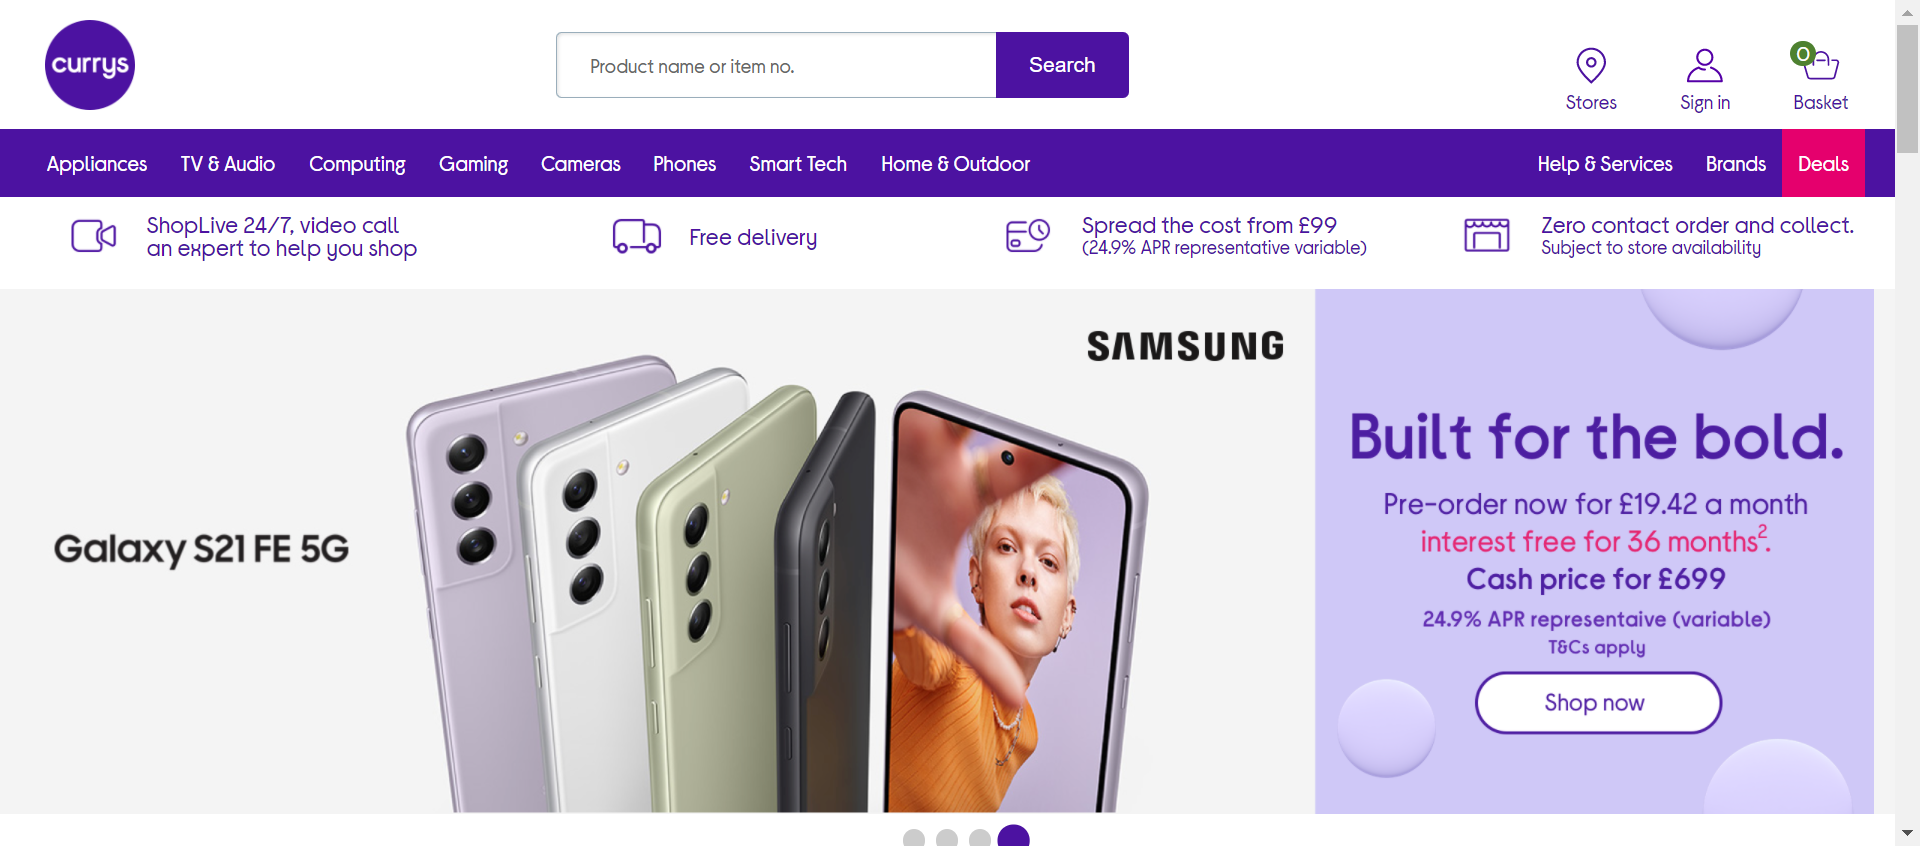 currys
Product name or item no.
Search
Stores
Sign in
0
Basket
Appliances
TV & Audio
Computing
Gaming
Cameras
Phones
Smart Tech
Home & Outdoor
Help & Services
Brands
Deals
ShopLive 24/7, video call
an expert to help you shop
Free delivery
Spread the cost from £99
(24.9% APR representative variable)
Zero contact order and collect.
Subject to store availability
SAMSUNG
Galaxy S21 FE 5G
Built for the bold.
Pre-order now for £19.42 a month
interest free for 36 months².
Cash price for £699
24.9% APR representaive (variable)
T&Cs apply
Shop now